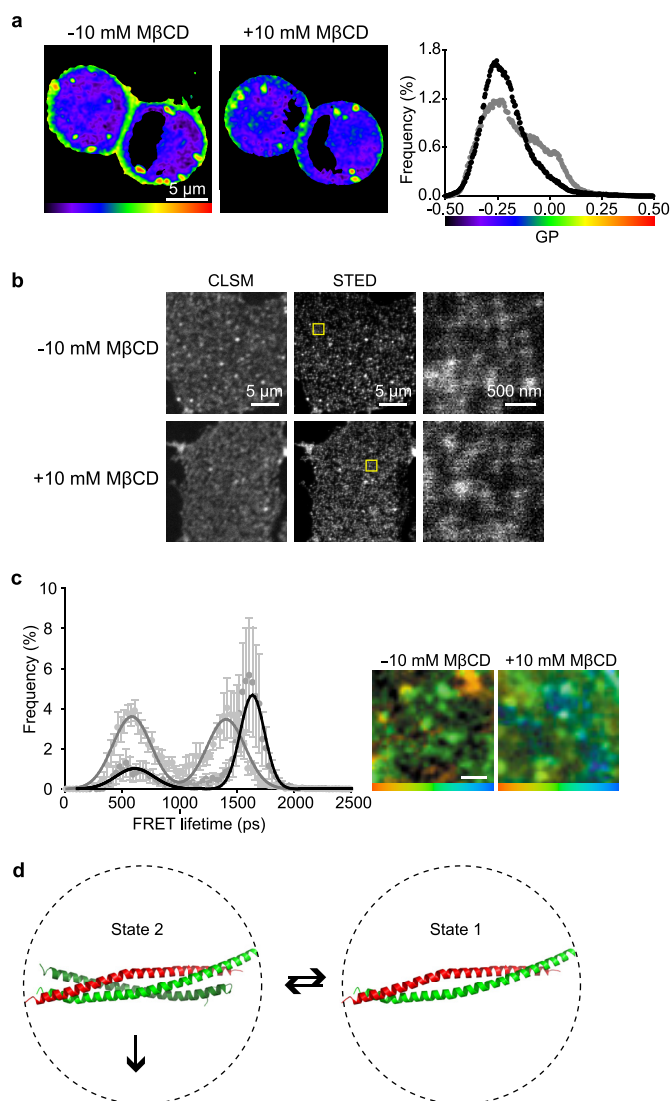 a
-10 mM MβCD
+10 mM MβCD
5 µm
Frequency (%)
1.8
1.2
0.6
0.0
-0.50
-0.25
0.00
0.25
0.50
GP
b
CLSM
STED
-10 mM MβCD
5 µm
5 µm
500 nm
+10 mM MβCD
c
Frequency (%)
10
8
6
4
2
0
0
500
1000
1500
2000
2500
FRET lifetime (ps)
-10 mM MβCD
+10 mM MβCD
d
State 2
State 1